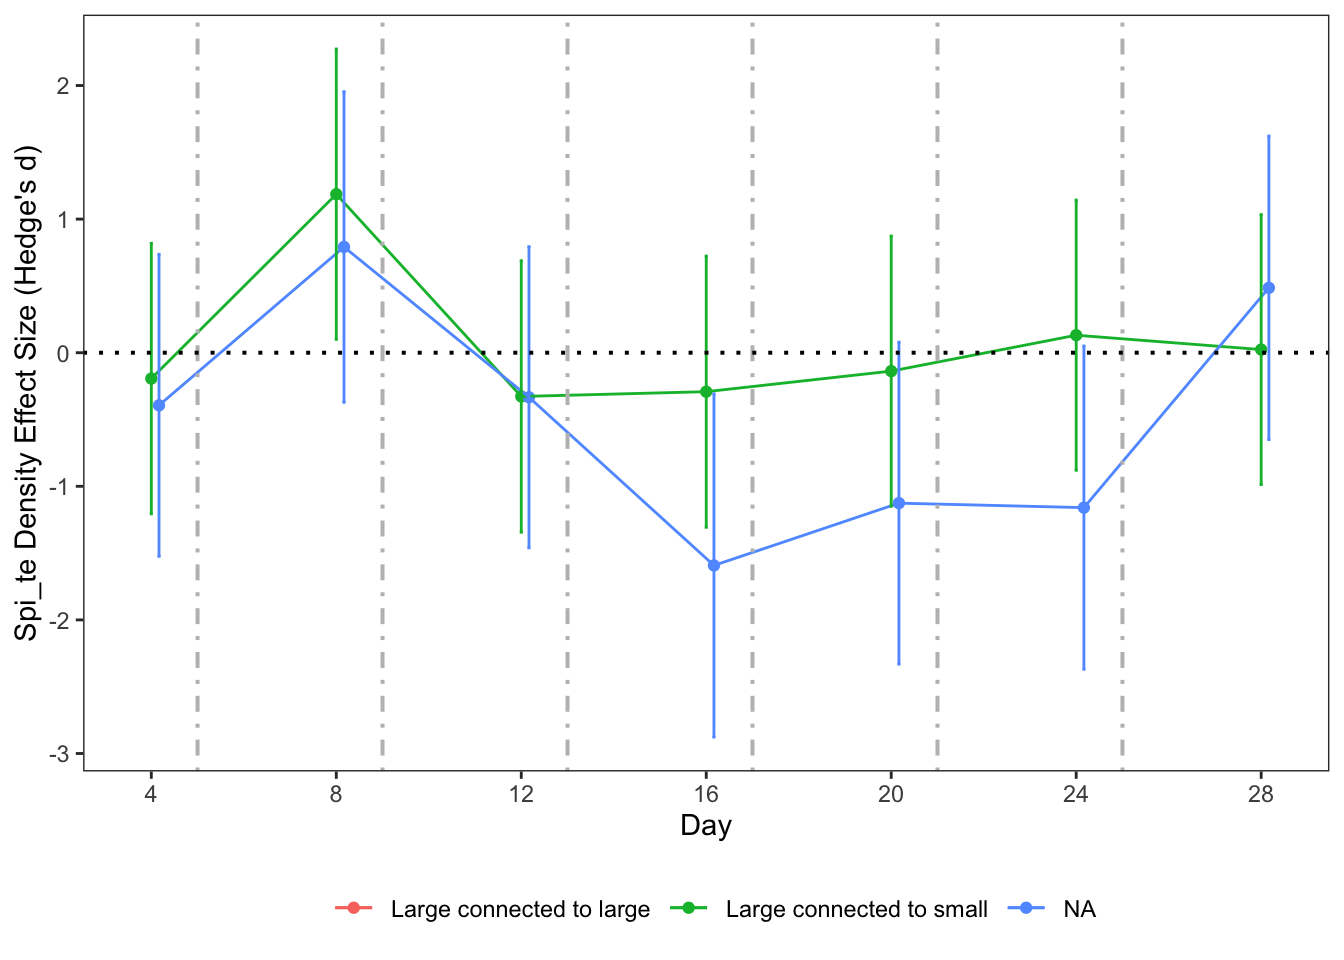 Spi_te Density Effect Size (Hedge's d)
2
1
0
-1
-2
-3
4 8 12 16 20 24 28
Day
Large connected to large Large connected to small NA